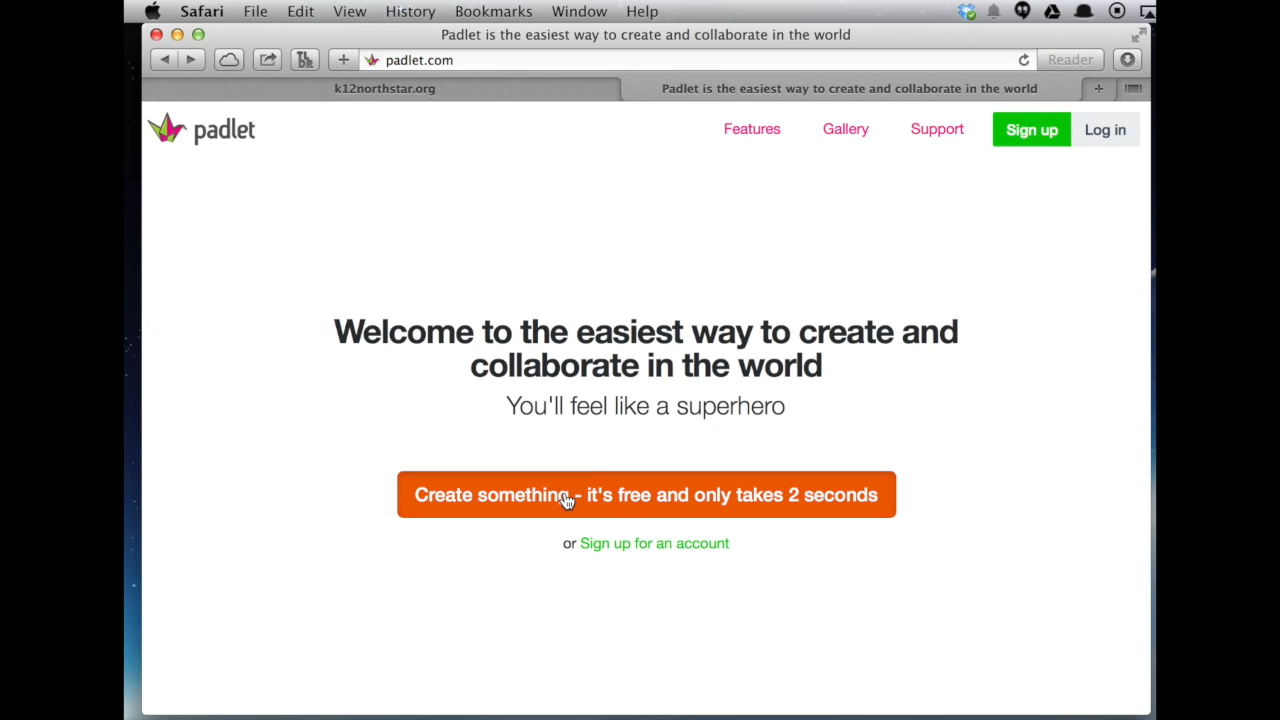 Safari File Edit View History Bookmarks Window Help
Padlet is the easiest way to create and collaborate in the world
padlet.com
Reader
k12northstar.org
Padlet is the easiest way to create and collaborate in the world
padlet
Features
Gallery
Support
Sign up
Log in
Welcome to the easiest way to create and
collaborate in the world
You'll feel like a superhero
Create something - it's free and only takes 2 seconds
or Sign up for an account